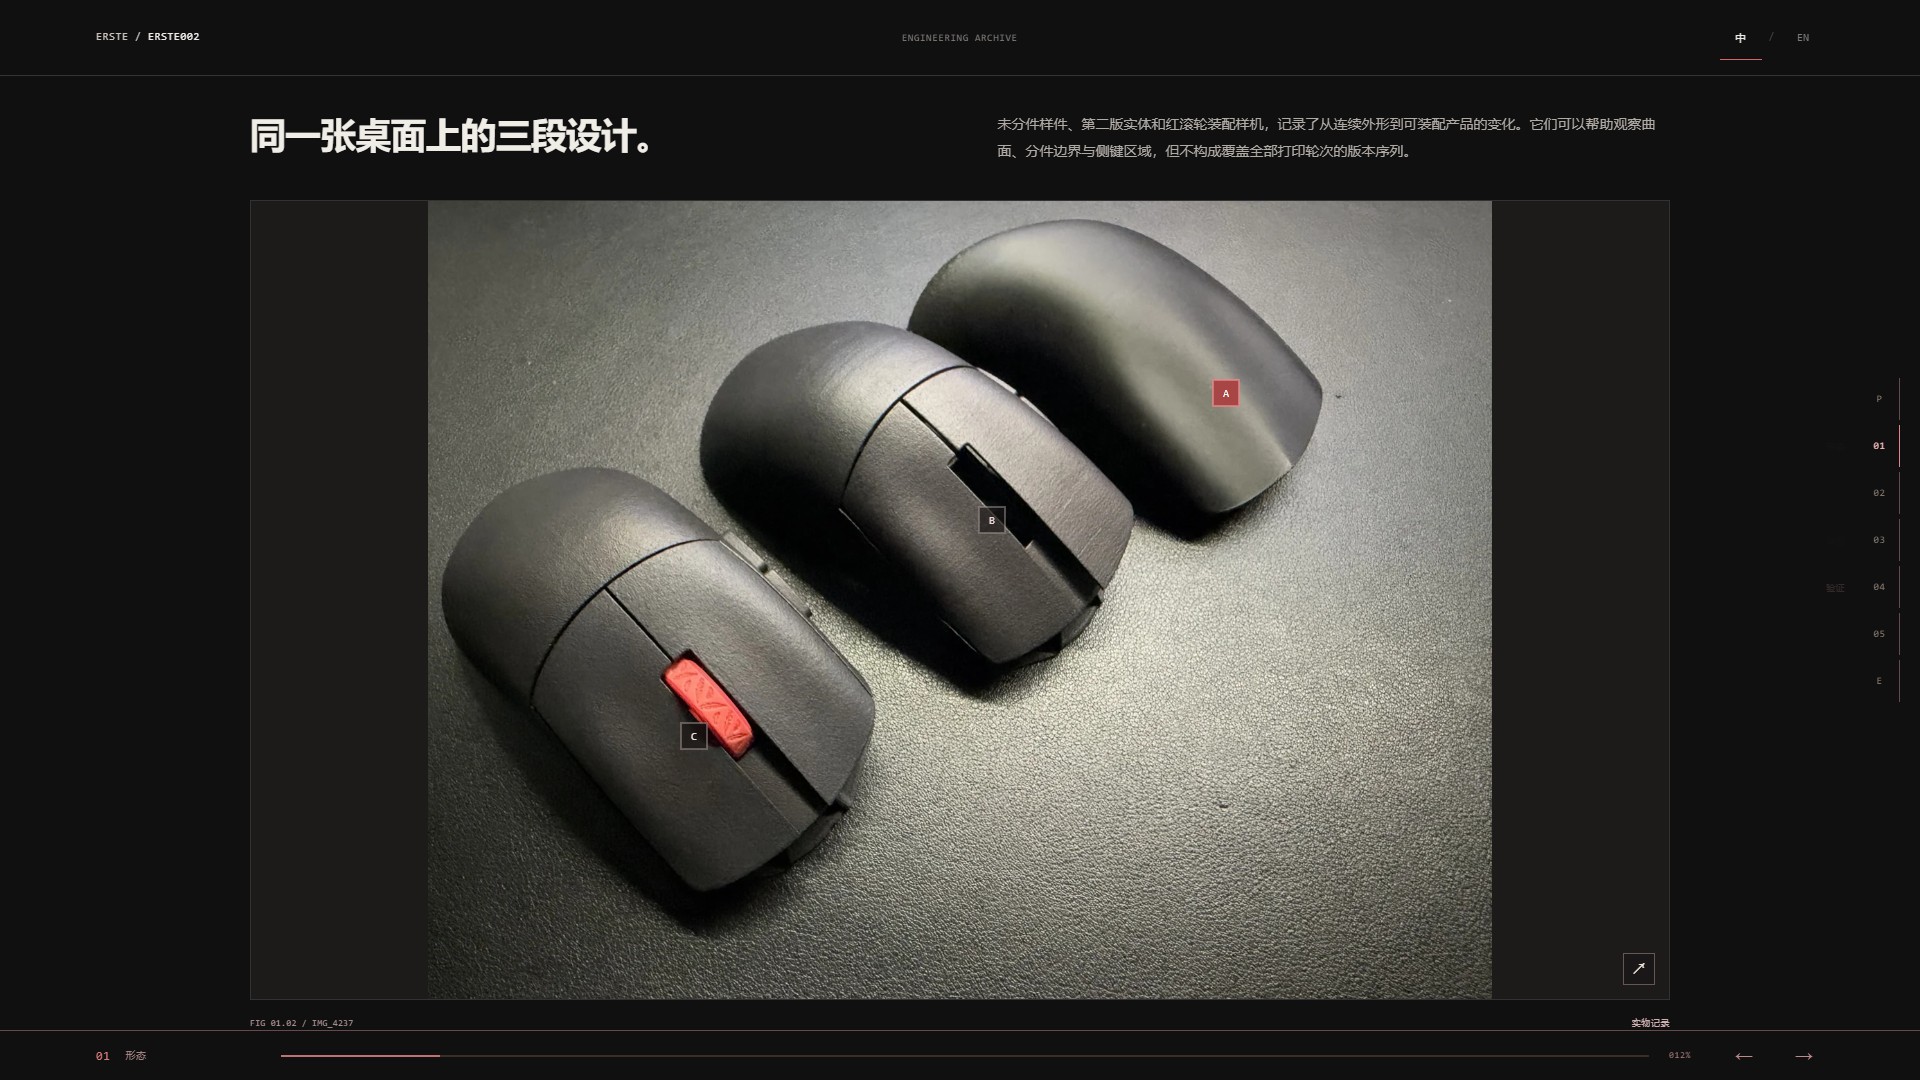 ERSTE / ERSTE002
ENGINEERING ARCHIVE
中 / EN
同一张桌面上的三段设计。
未分件样件、第二版实体和红滚轮装配样机，记录了从连续外形到可装配产品的变化。它们可以帮助观察曲
面、分件边界与侧键区域，但不构成覆盖全部打印轮次的版本序列。
A
B
C
P
01
02
03
验证 04
05
E
FIG 01.02 / IMG_4237
实物记录
01 形态
012%